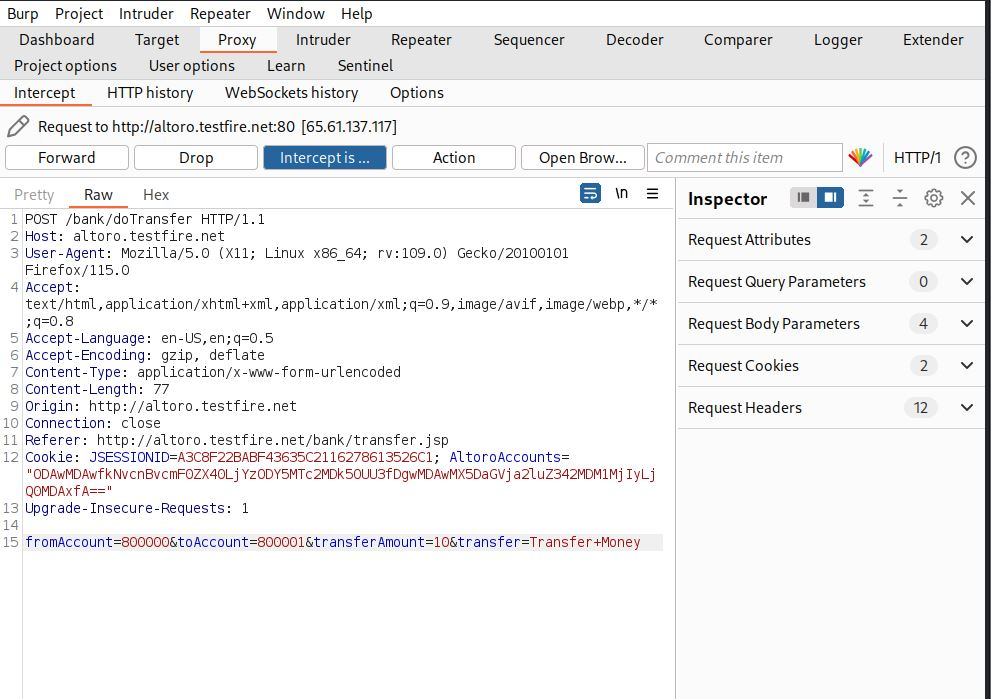 Burp Project Intruder Repeater Window Help
Dashboard Target Proxy Intruder Repeater Sequencer Decoder Comparer Logger Extender
Project options User options Learn Sentinel
Intercept HTTP history WebSockets history Options
Request to http://altoro.testfire.net:80 [65.61.137.117]
Forward Drop Intercept is ... Action Open Brow... Comment this item HTTP/1 ?
Pretty Raw Hex \n
Inspector
1 POST /bank/doTransfer HTTP/1.1
2 Host: altoro.testfire.net
3 User-Agent: Mozilla/5.0 (X11; Linux x86_64; rv:109.0) Gecko/20100101
Firefox/115.0
4 Accept:
text/html,application/xhtml+xml,application/xml;q=0.9,image/avif,image/webp,*/*
;q=0.8
5 Accept-Language: en-US,en;q=0.5
6 Accept-Encoding: gzip, deflate
7 Content-Type: application/x-www-form-urlencoded
8 Content-Length: 77
9 Origin: http://altoro.testfire.net
10 Connection: close
11 Referer: http://altoro.testfire.net/bank/transfer.jsp
12 Cookie: JSESSIONID=A3C8F22BABF43635C2116278613526C1; AltoroAccounts=
"ODAwMDAwfkNvcnBvcmF0ZX40LjYzODY5MTc2MDk5OUU3fDgwMDAwMX5DaGVja2luZ342MDM1MjIyLj
Q0MDAxfA=="
13 Upgrade-Insecure-Requests: 1
14
15 fromAccount=800000&toAccount=800001&transferAmount=10&transfer=Transfer+Money
Request Attributes 2
Request Query Parameters 0
Request Body Parameters 4
Request Cookies 2
Request Headers 12